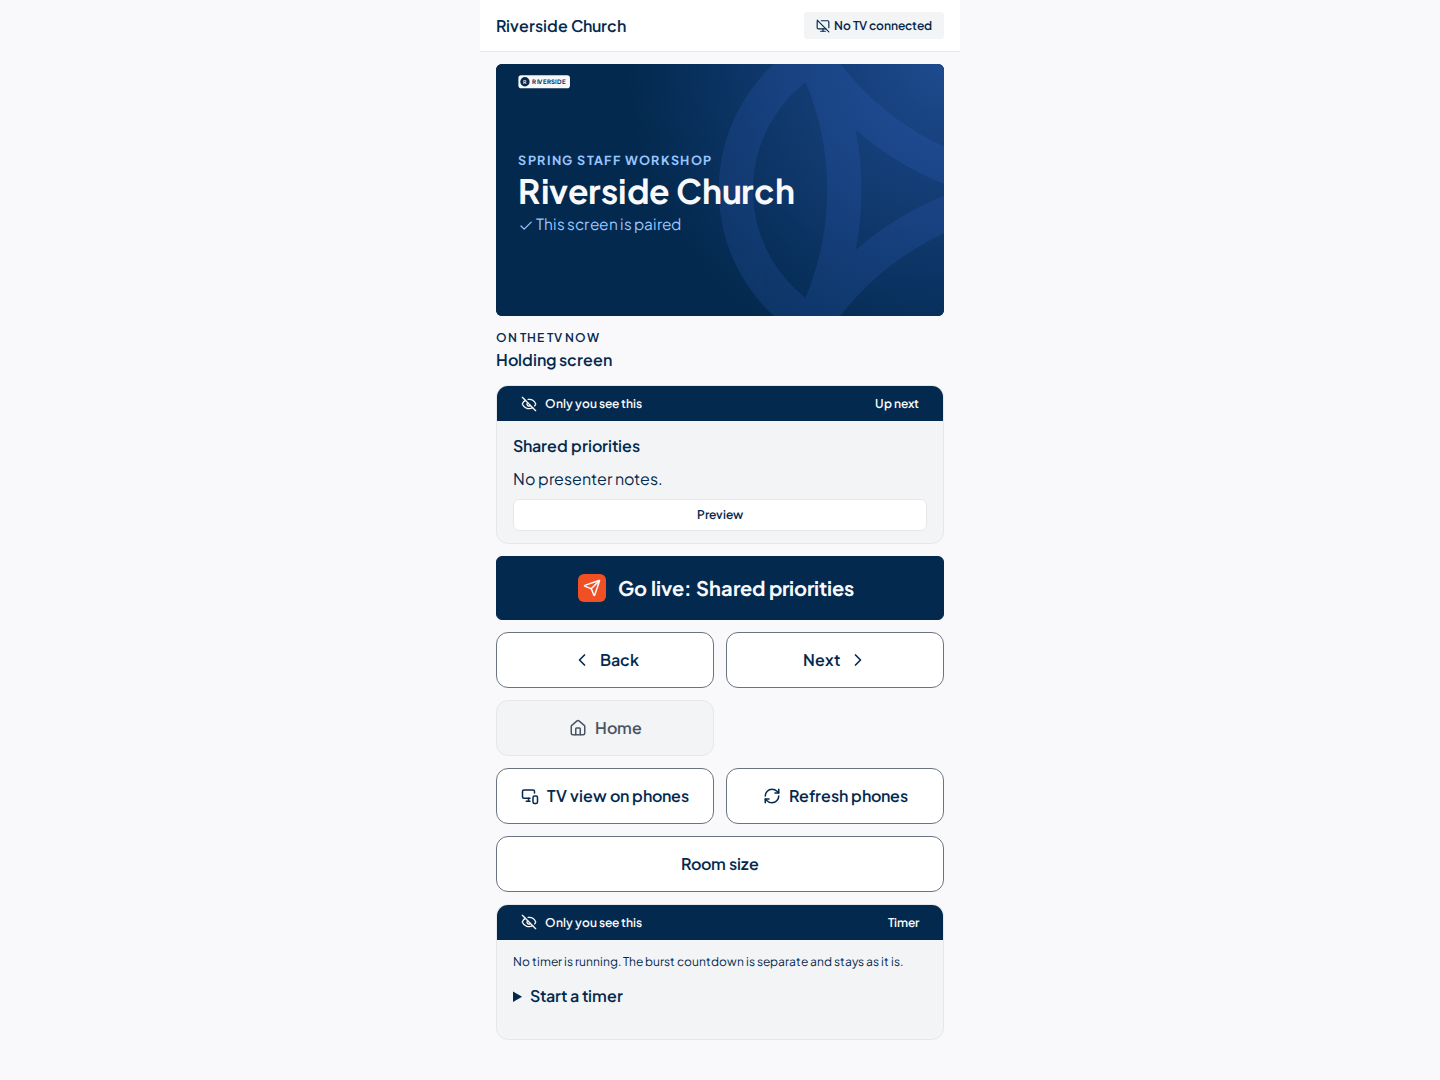 Riverside Church
No TV connected
R RIVERSIDE
SPRING STAFF WORKSHOP
Riverside Church
This screen is paired
ON THE TV NOW
Holding screen
Only you see this
Up next
Shared priorities
No presenter notes.
Preview
Go live: Shared priorities
Back
Next
Home
TV view on phones
Refresh phones
Room size
Only you see this
Timer
No timer is running. The burst countdown is separate and stays as it is.
Start a timer